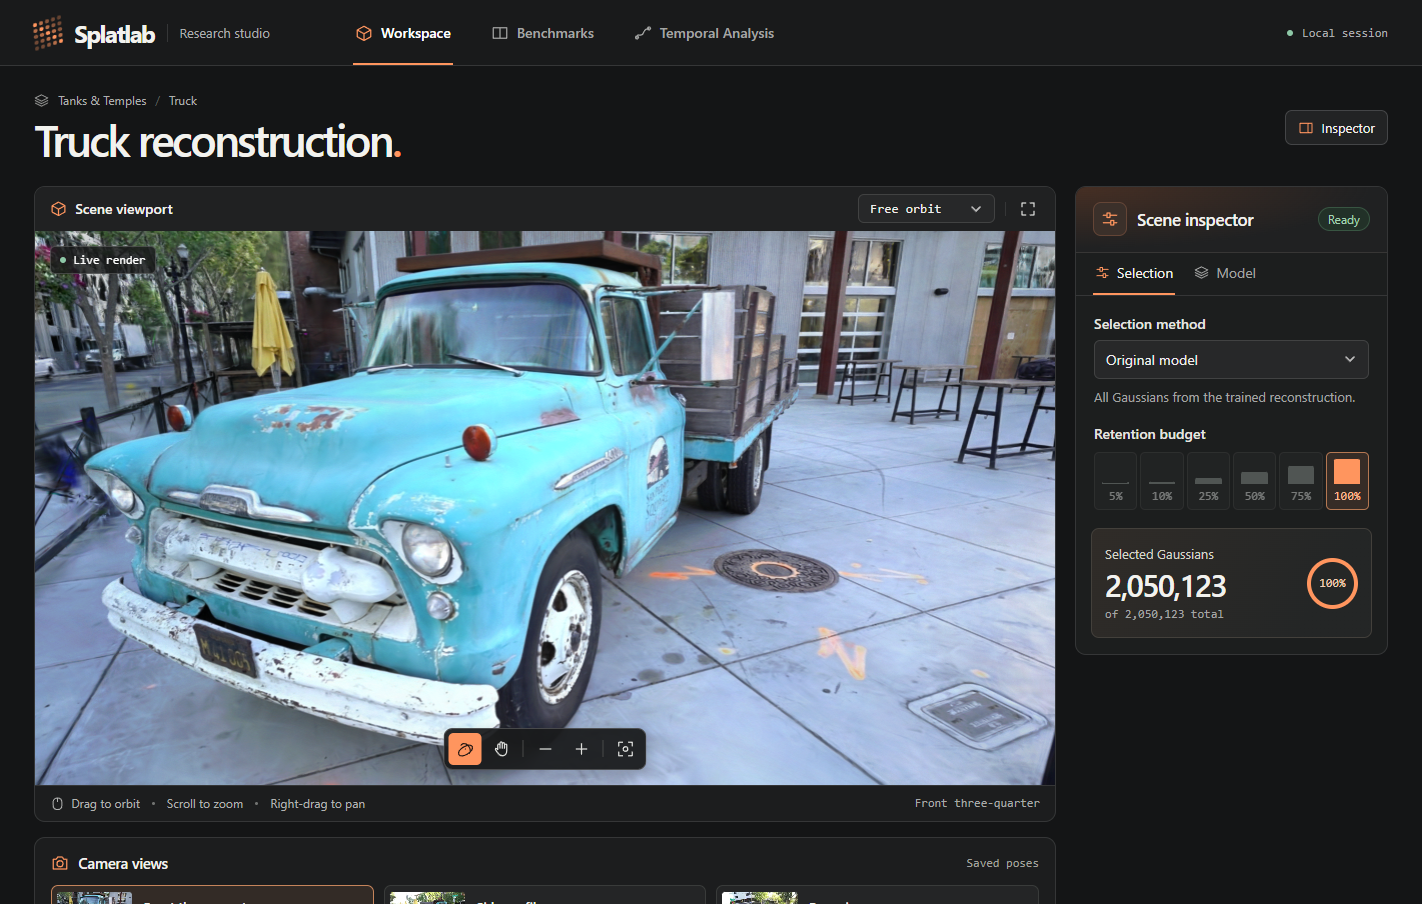 Splatlab
Research studio
Workspace
Benchmarks
Temporal Analysis
Local session
Tanks & Temples / Truck
Truck reconstruction.
Inspector
Scene viewport
Free orbit
Live render
Drag to orbit • Scroll to zoom • Right-drag to pan
Front three-quarter
Camera views
Saved poses
Scene inspector
Ready
Selection
Model
Selection method
Original model
All Gaussians from the trained reconstruction.
Retention budget
5% 10% 25% 50% 75% 100%
Selected Gaussians
2,050,123
of 2,050,123 total
100%